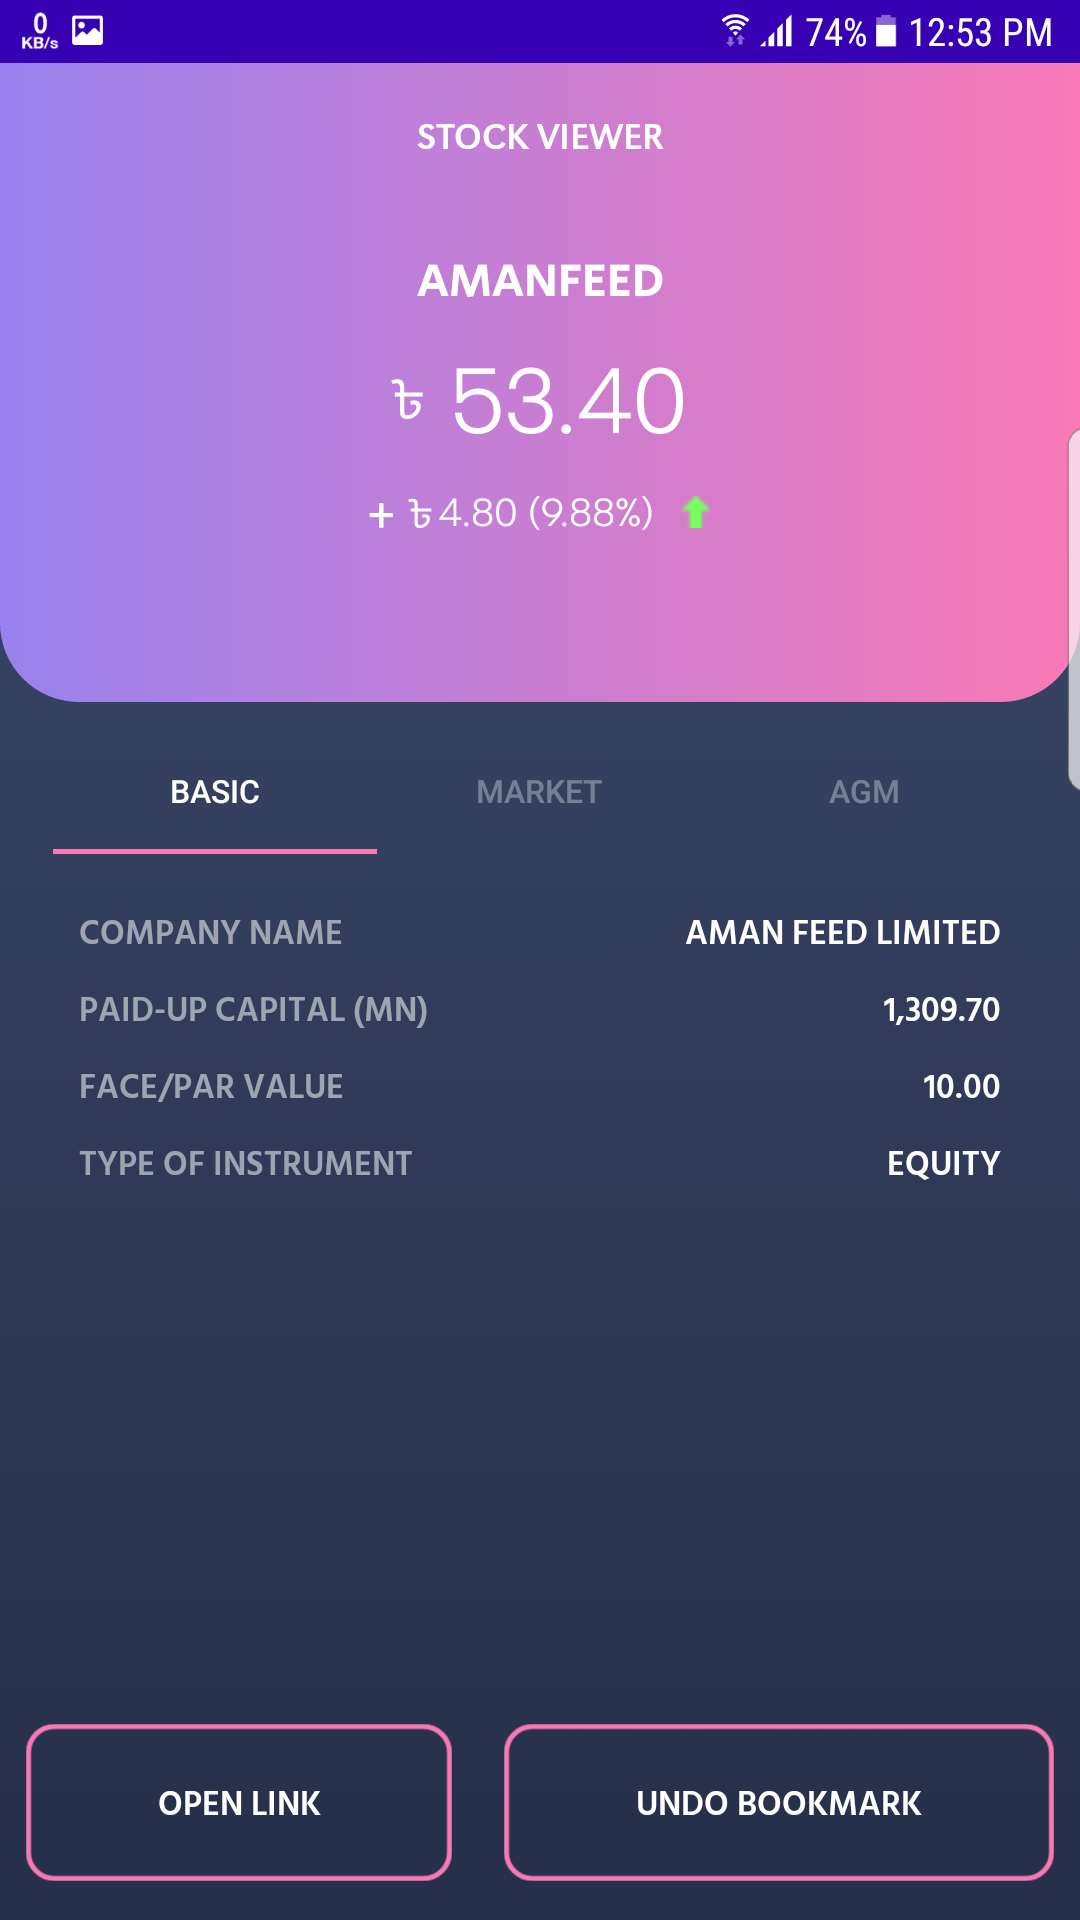 0
KB/s
74% 12:53 PM
STOCK VIEWER
AMANFEED
৳ 53.40
+ ৳ 4.80 (9.88%)
BASIC MARKET AGM
COMPANY NAME AMAN FEED LIMITED
PAID-UP CAPITAL (MN) 1,309.70
FACE/PAR VALUE 10.00
TYPE OF INSTRUMENT EQUITY
OPEN LINK UNDO BOOKMARK